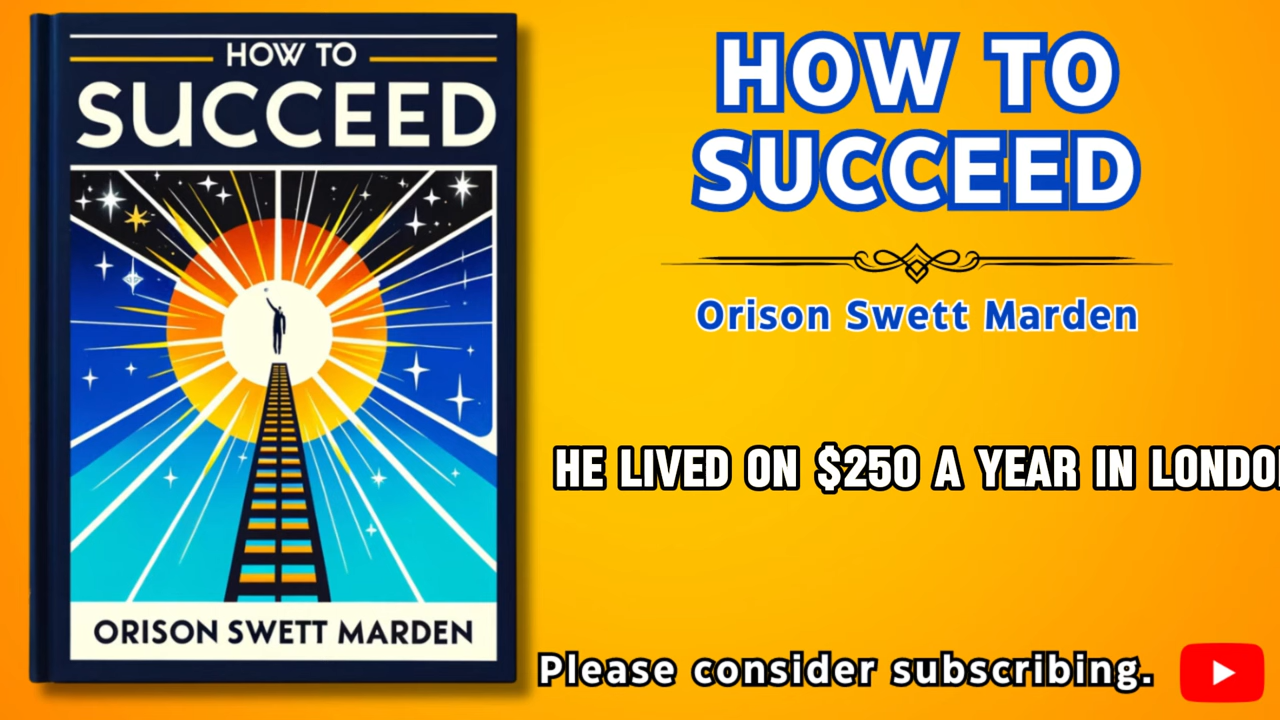 HOW TO
SUCCEED
ORISON SWETT MARDEN
HOW TO
SUCCEED
Orison Swett Marden
HE LIVED ON $250 A YEAR IN
Please consider subscribing.